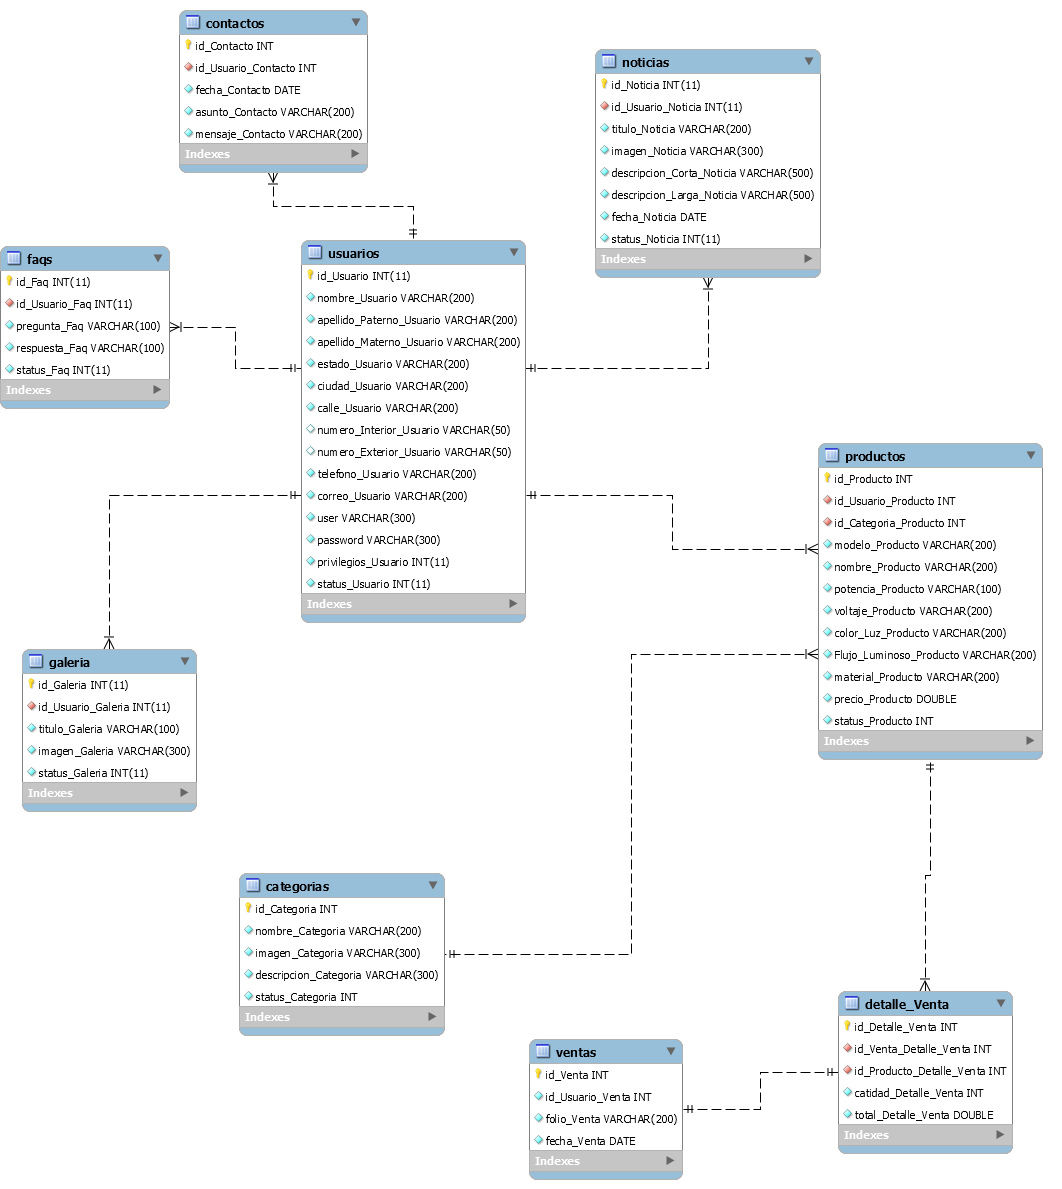 contactos
id_Contacto INT
id_Usuario_Contacto INT
fecha_Contacto DATE
asunto_Contacto VARCHAR(200)
mensaje_Contacto VARCHAR(200)
Indexes
noticias
id_Noticia INT(11)
id_Usuario_Noticia INT(11)
titulo_Noticia VARCHAR(200)
imagen_Noticia VARCHAR(300)
descripcion_Corta_Noticia VARCHAR(500)
descripcion_Larga_Noticia VARCHAR(500)
fecha_Noticia DATE
status_Noticia INT(11)
Indexes
faqs
id_Faq INT(11)
id_Usuario_Faq INT(11)
pregunta_Faq VARCHAR(100)
respuesta_Faq VARCHAR(100)
status_Faq INT(11)
Indexes
usuarios
id_Usuario INT(11)
nombre_Usuario VARCHAR(200)
apellido_Paterno_Usuario VARCHAR(200)
apellido_Materno_Usuario VARCHAR(200)
estado_Usuario VARCHAR(200)
ciudad_Usuario VARCHAR(200)
calle_Usuario VARCHAR(200)
numero_Interior_Usuario VARCHAR(50)
numero_Exterior_Usuario VARCHAR(50)
telefono_Usuario VARCHAR(200)
correo_Usuario VARCHAR(200)
user VARCHAR(300)
password VARCHAR(300)
privilegios_Usuario INT(11)
status_Usuario INT(11)
Indexes
productos
id_Producto INT
id_Usuario_Producto INT
id_Categoria_Producto INT
modelo_Producto VARCHAR(200)
nombre_Producto VARCHAR(200)
potencia_Producto VARCHAR(100)
voltaje_Producto VARCHAR(200)
color_Luz_Producto VARCHAR(200)
Flujo_Luminoso_Producto VARCHAR(200)
material_Producto VARCHAR(200)
precio_Producto DOUBLE
status_Producto INT
Indexes
galeria
id_Galeria INT(11)
id_Usuario_Galeria INT(11)
titulo_Galeria VARCHAR(100)
imagen_Galeria VARCHAR(300)
status_Galeria INT(11)
Indexes
categorias
id_Categoria INT
nombre_Categoria VARCHAR(200)
imagen_Categoria VARCHAR(300)
descripcion_Categoria VARCHAR(300)
status_Categoria INT
Indexes
detalle_Venta
id_Detalle_Venta INT
id_Venta_Detalle_Venta INT
id_Producto_Detalle_Venta INT
catidad_Detalle_Venta INT
total_Detalle_Venta DOUBLE
Indexes
ventas
id_Venta INT
id_Usuario_Venta INT
folio_Venta VARCHAR(200)
fecha_Venta DATE
Indexes